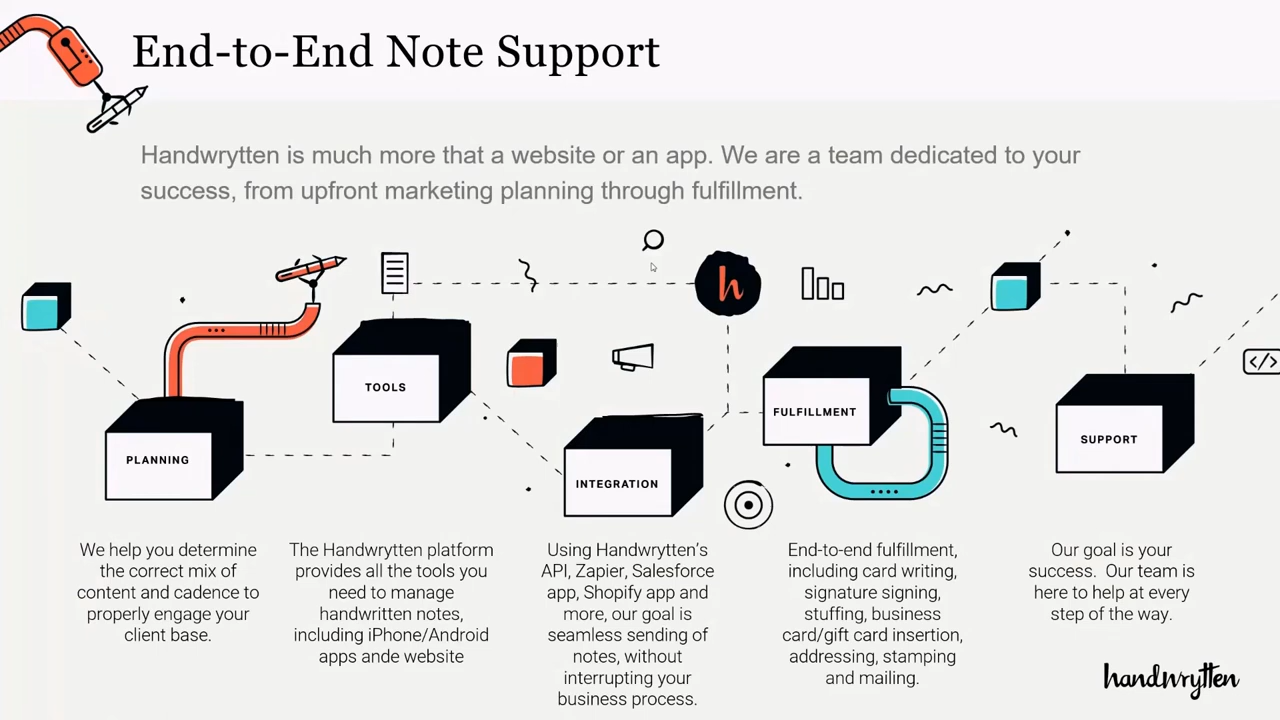 End-to-End Note Support
Handwrytten is much more that a website or an app. We are a team dedicated to your
success, from upfront marketing planning through fulfillment.
h
</>
TOOLS
FULFILLMENT
SUPPORT
PLANNING
INTEGRATION
We help you determine
the correct mix of
content and cadence to
properly engage your
client base.
The Handwrytten platform
provides all the tools you
need to manage
handwritten notes,
including iPhone/Android
apps ande website
Using Handwrytten's
API, Zapier, Salesforce
app, Shopify app and
more, our goal is
seamless sending of
notes, without
interrupting your
business process.
End-to-end fulfillment,
including card writing,
signature signing,
stuffing, business
card/gift card insertion,
addressing, stamping
and mailing.
Our goal is your
success. Our team is
here to help at every
step of the way.
handwrytten